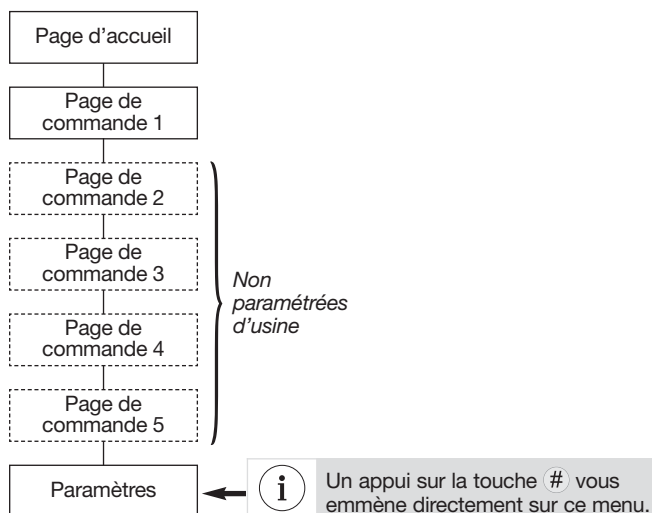 Page d’accueil
Page de
commande 1
Page de
commande 2
Page de
commande 3
Page de
commande 4
Page de
commande 5
Non
paramétrées
d’usine
Paramètres
i
Un appui sur la touche # vous
emmène directement sur ce menu.